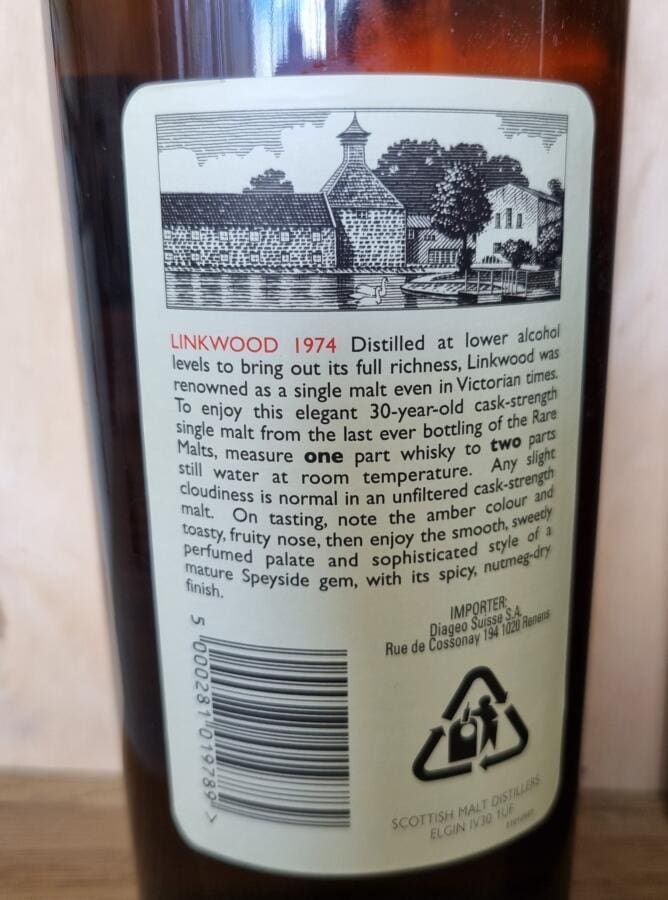 LINKWOOD 1974 Distilled at lower alcohol
levels to bring out its full richness, Linkwood was
renowned as a single malt even in Victorian times.
To enjoy this elegant 30-year-old cask-strength
single malt from the last ever bottling of the Rare
Malts, measure one part whisky to two parts
still water at room temperature. Any slight
cloudiness is normal in an unfiltered cask-strength
malt. On tasting, note the amber colour and
toasty, fruity nose, then enjoy the smooth, sweetly
perfumed palate and sophisticated style of a
mature Speyside gem, with its spicy, nutmeg-dry
finish.
IMPORTER:
Diageo Suisse S.A.
Rue de Cossonay 194 1020 Renens
5 000281 019789 >
SCOTTISH MALT DISTILLERS
ELGIN IV30 1UF